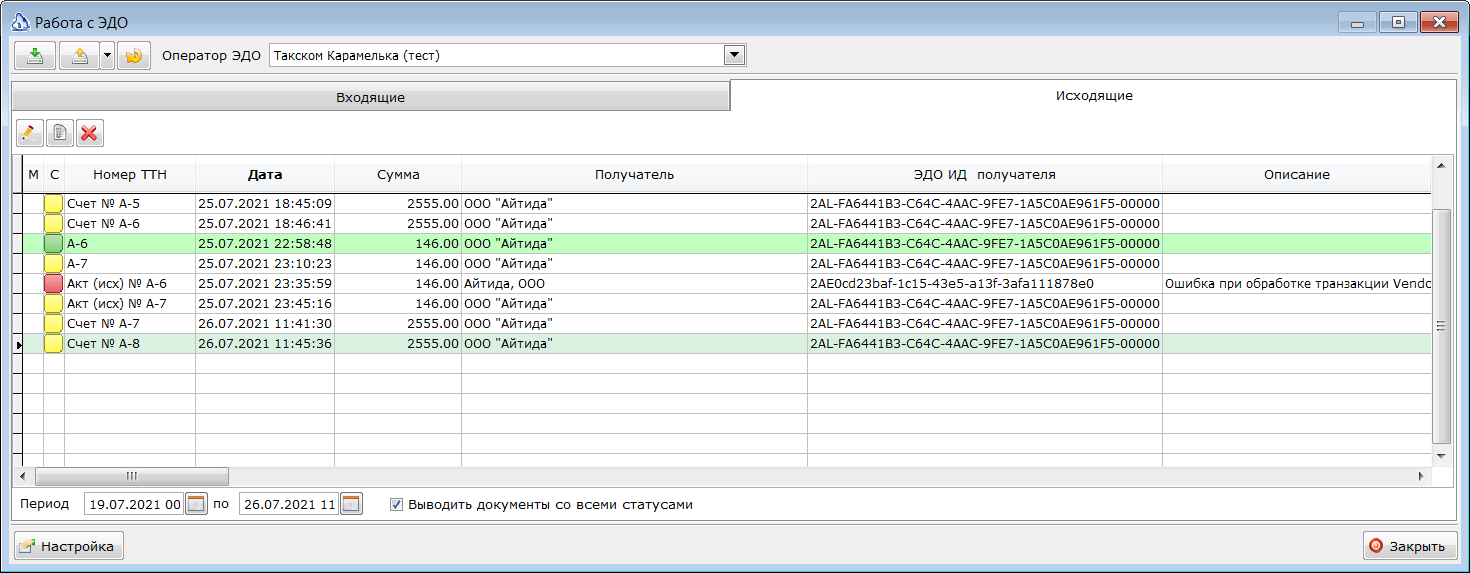 Работа с ЭДО
Оператор ЭДО Такском Карамелька (тест)
Входящие Исходящие
М С Номер ТТН Дата Сумма Получатель ЭДО ИД получателя Описание
Счет № А-5 25.07.2021 18:45:09 2555.00 ООО "Айтида" 2AL-FA6441B3-C64C-4AAC-9FE7-1A5C0AE961F5-00000
Счет № А-6 25.07.2021 18:46:41 2555.00 ООО "Айтида" 2AL-FA6441B3-C64C-4AAC-9FE7-1A5C0AE961F5-00000
А-6 25.07.2021 22:58:48 146.00 ООО "Айтида" 2AL-FA6441B3-C64C-4AAC-9FE7-1A5C0AE961F5-00000
А-7 25.07.2021 23:10:23 146.00 ООО "Айтида" 2AL-FA6441B3-C64C-4AAC-9FE7-1A5C0AE961F5-00000
Акт (исх) № А-6 25.07.2021 23:35:59 146.00 Айтида, ООО 2AE0cd23baf-1c15-43e5-a13f-3afa111878e0 Ошибка при обработке транзакции Vendo
Акт (исх) № А-7 25.07.2021 23:45:16 146.00 ООО "Айтида" 2AL-FA6441B3-C64C-4AAC-9FE7-1A5C0AE961F5-00000
Счет № А-7 26.07.2021 11:41:30 2555.00 ООО "Айтида" 2AL-FA6441B3-C64C-4AAC-9FE7-1A5C0AE961F5-00000
Счет № А-8 26.07.2021 11:45:36 2555.00 ООО "Айтида" 2AL-FA6441B3-C64C-4AAC-9FE7-1A5C0AE961F5-00000
Период 19.07.2021 00 по 26.07.2021 11 Выводить документы со всеми статусами
Настройка Закрыть